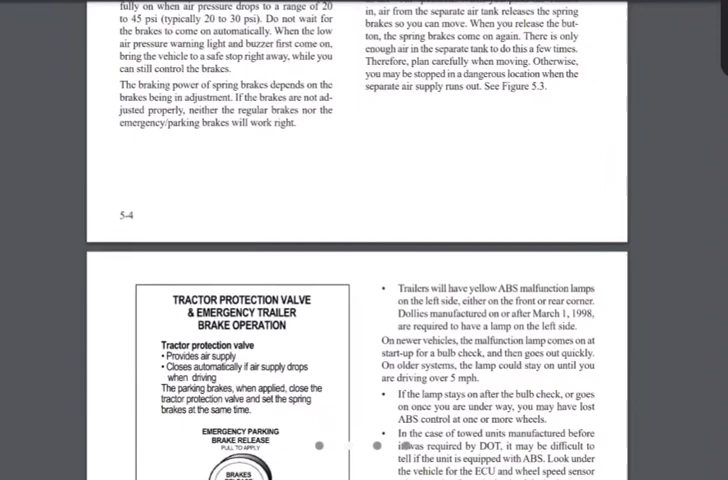 fully on when air pressure drops to a range of 20
to 45 psi (typically 20 to 30 psi). Do not wait for
the brakes to come on automatically. When the low
air pressure warning light and buzzer first come on,
bring the vehicle to a safe stop right away, while you
can still control the brakes.
The braking power of spring brakes depends on the
brakes being in adjustment. If the brakes are not ad-
justed properly, neither the regular brakes nor the
emergency/parking brakes will work right.
in, air from the separate air tank releases the spring
brakes so you can move. When you release the but-
ton, the spring brakes come on again. There is only
enough air in the separate tank to do this a few times.
Therefore, plan carefully when moving. Otherwise,
you may be stopped in a dangerous location when the
separate air supply runs out. See Figure 5.3.
5-4
TRACTOR PROTECTION VALVE
& EMERGENCY TRAILER
BRAKE OPERATION
Tractor protection valve
• Provides air supply
• Closes automatically if air supply drops
when driving
The parking brakes, when applied, close the
tractor protection valve and set the spring
brakes at the same time.
EMERGENCY PARKING
BRAKE RELEASE
PULL TO APPLY
BRAKES
• Trailers will have yellow ABS malfunction lamps
on the left side, either on the front or rear corner.
Dollies manufactured on or after March 1, 1998,
are required to have a lamp on the left side.
On newer vehicles, the malfunction lamp comes on at
start-up for a bulb check, and then goes out quickly.
On older systems, the lamp could stay on until you
are driving over 5 mph.
• If the lamp stays on after the bulb check, or goes
on once you are under way, you may have lost
ABS control at one or more wheels.
• In the case of towed units manufactured before
it was required by DOT, it may be difficult to
tell if the unit is equipped with ABS. Look under
the vehicle for the ECU and wheel speed sensor